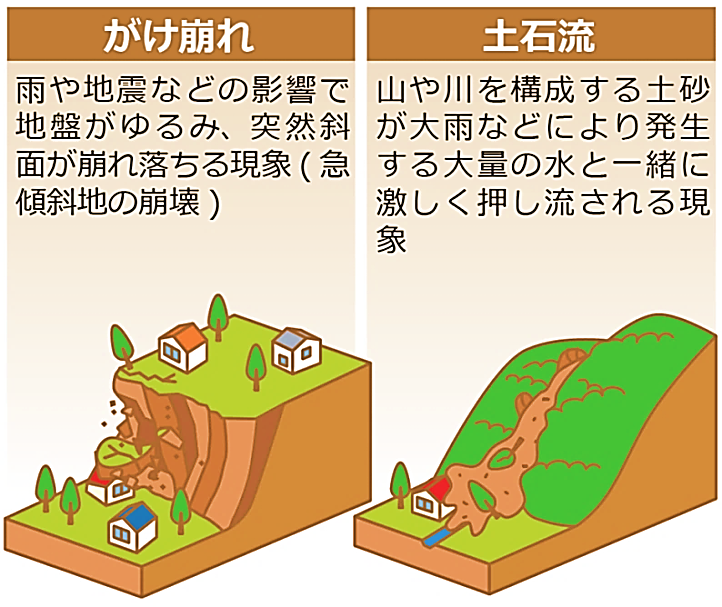 がけ崩れ
雨や地震などの影響で
地盤がゆるみ、突然斜
面が崩れ落ちる現象(急
傾斜地の崩壊)
土石流
山や川を構成する土砂
が大雨などにより発生
する大量の水と一緒に
激しく押し流される現
象